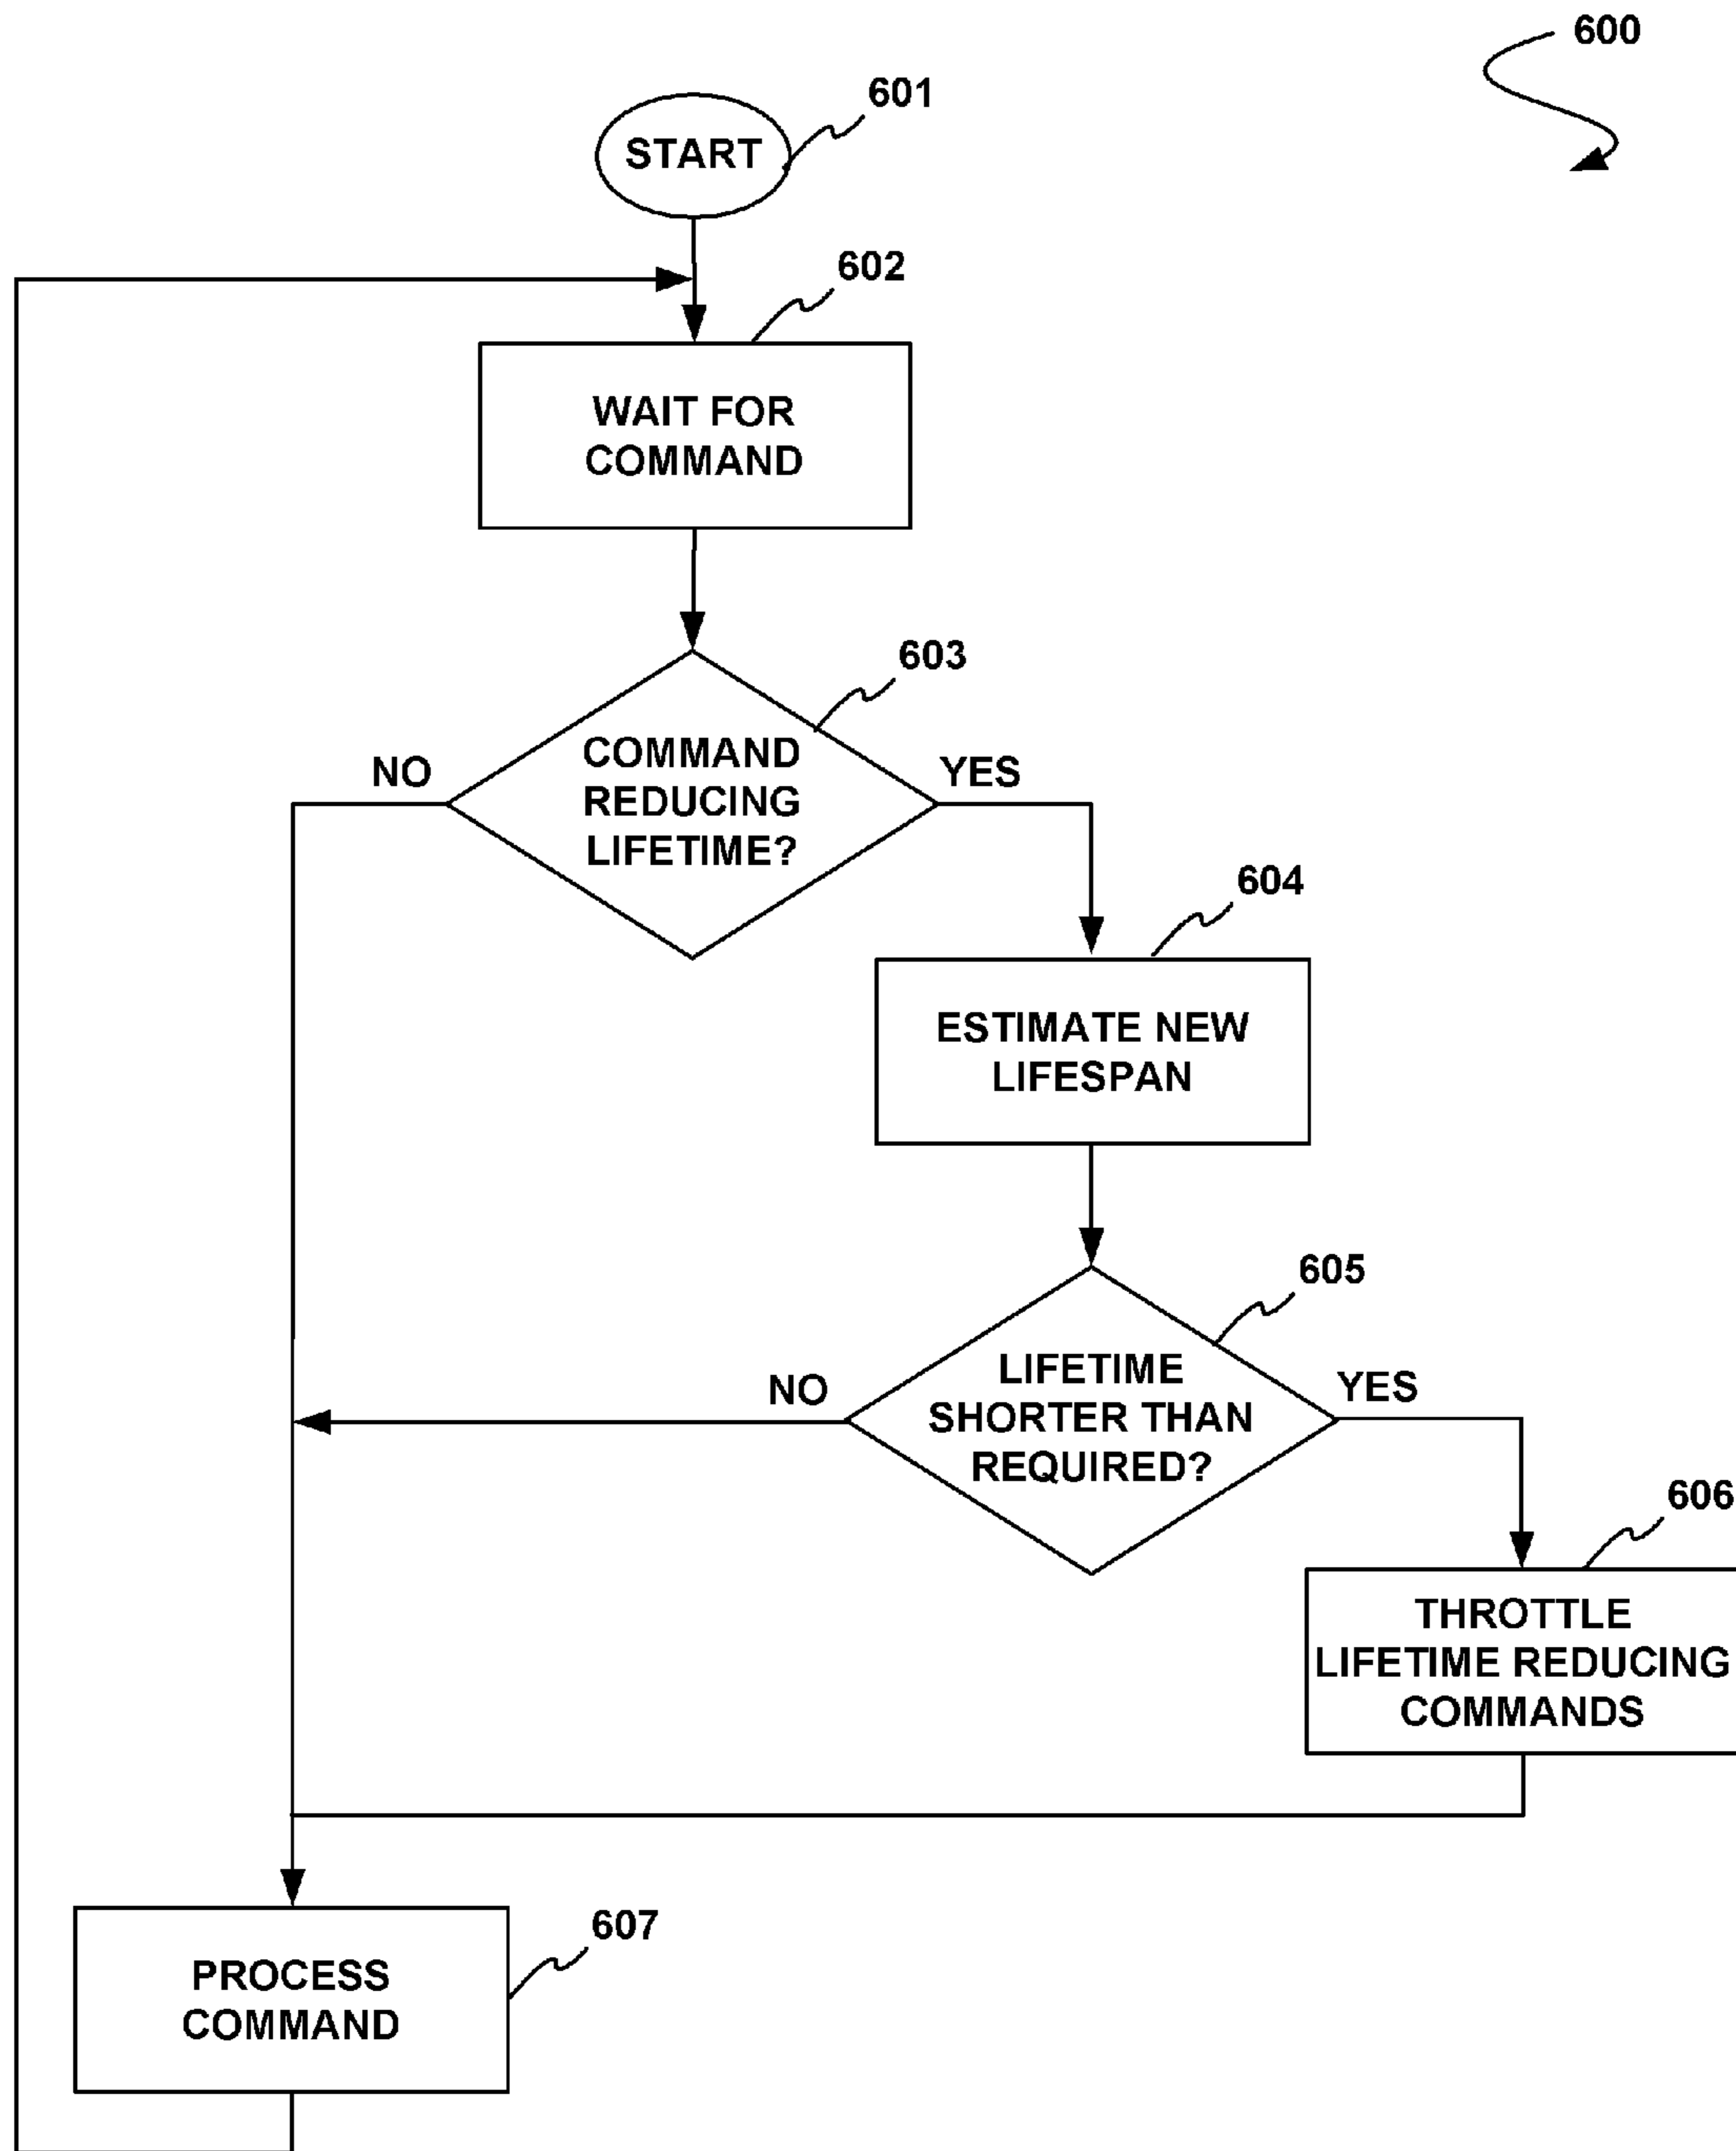 600
601
START
602
WAIT FOR
COMMAND
603
NO
YES
COMMAND
REDUCING
LIFETIME?
604
ESTIMATE NEW
LIFESPAN
605
NO
YES
LIFETIME
SHORTER THAN
REQUIRED?
606
THROTTLE
LIFETIME REDUCING
COMMANDS
607
PROCESS
COMMAND